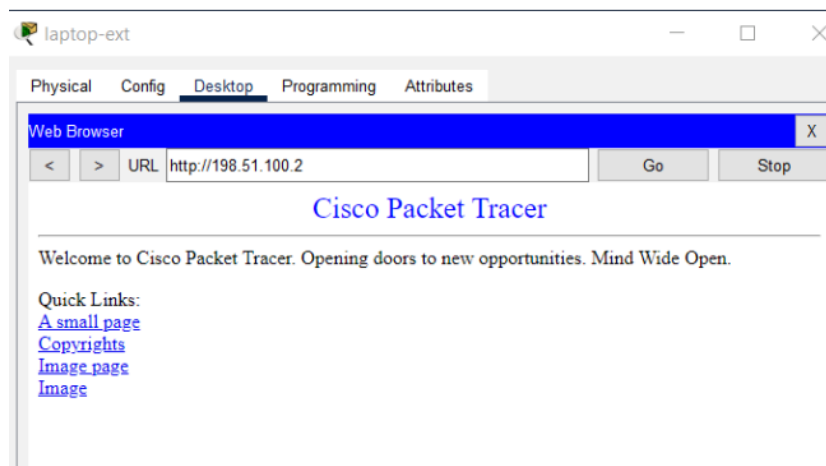 laptop-ext
Physical Config Desktop Programming Attributes
Web Browser X
< > URL http://198.51.100.2 Go Stop
Cisco Packet Tracer
Welcome to Cisco Packet Tracer. Opening doors to new opportunities. Mind Wide Open.
Quick Links:
A small page
Copyrights
Image page
Image